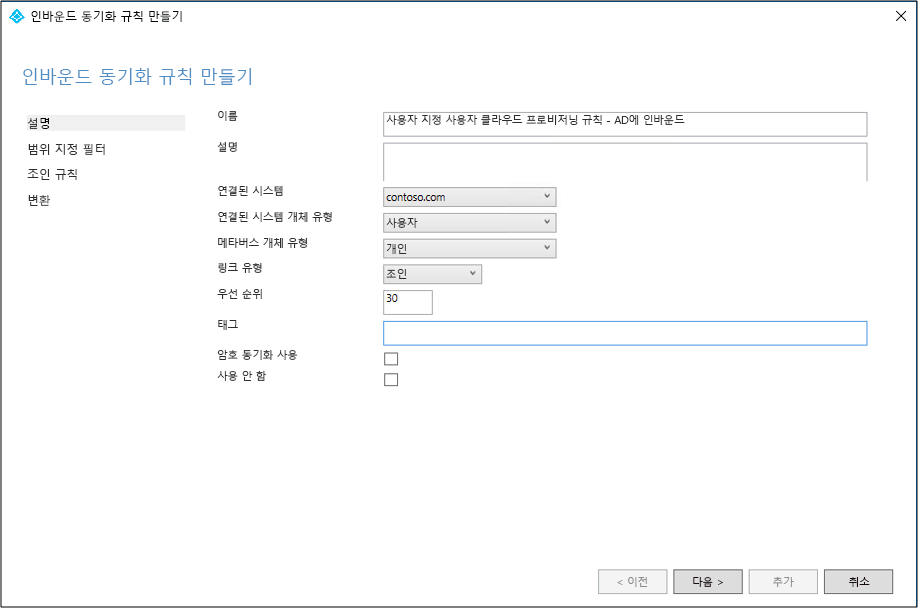 인바운드 동기화 규칙 만들기
인바운드 동기화 규칙 만들기
설명
범위 지정 필터
조인 규칙
변환
이름
사용자 지정 사용자 클라우드 프로비저닝 규칙 - AD에 인바운드
설명
연결된 시스템
contoso.com
연결된 시스템 개체 유형
사용자
메타버스 개체 유형
개인
링크 유형
조인
우선 순위
30
태그
암호 동기화 사용
사용 안 함
< 이전
다음 >
추가
취소